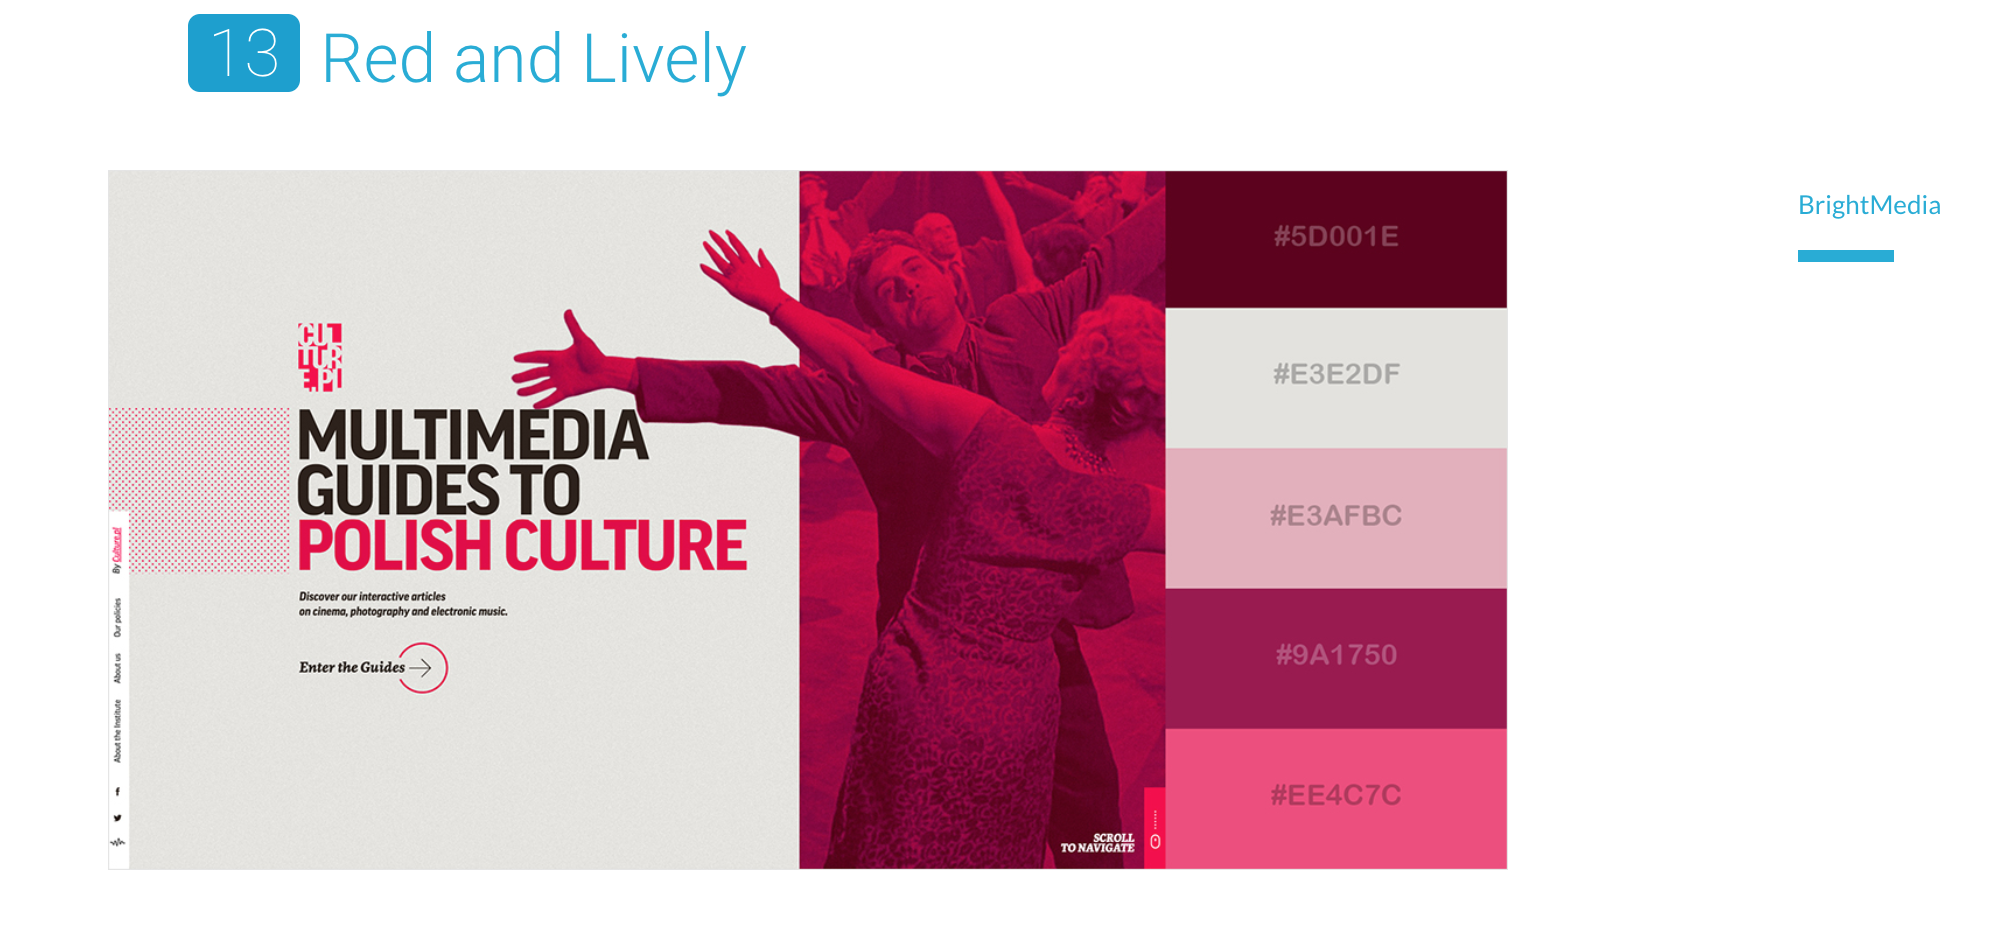 13 Red and Lively
BrightMedia
CUL
TUR
E.PL
MULTIMEDIA
GUIDES TO
POLISH CULTURE
Discover our interactive articles
on cinema, photography and electronic music.
Enter the Guides
By Culture.pl
Our policies
About us
About the Institute
SCROLL
TO NAVIGATE
#5D001E
#E3E2DF
#E3AFBC
#9A1750
#EE4C7C